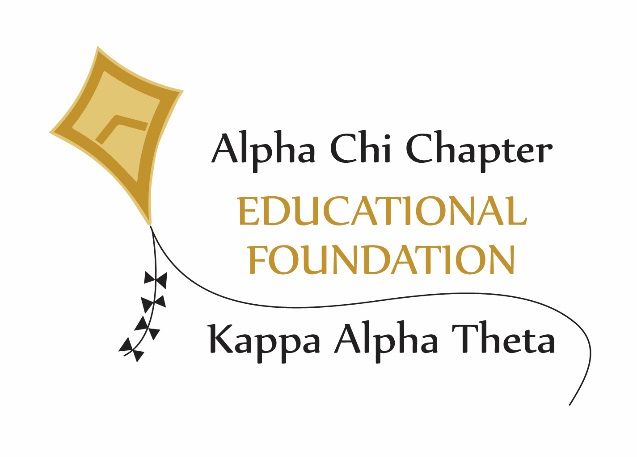 Alpha Chi Chapter
EDUCATIONAL
FOUNDATION
Kappa Alpha Theta